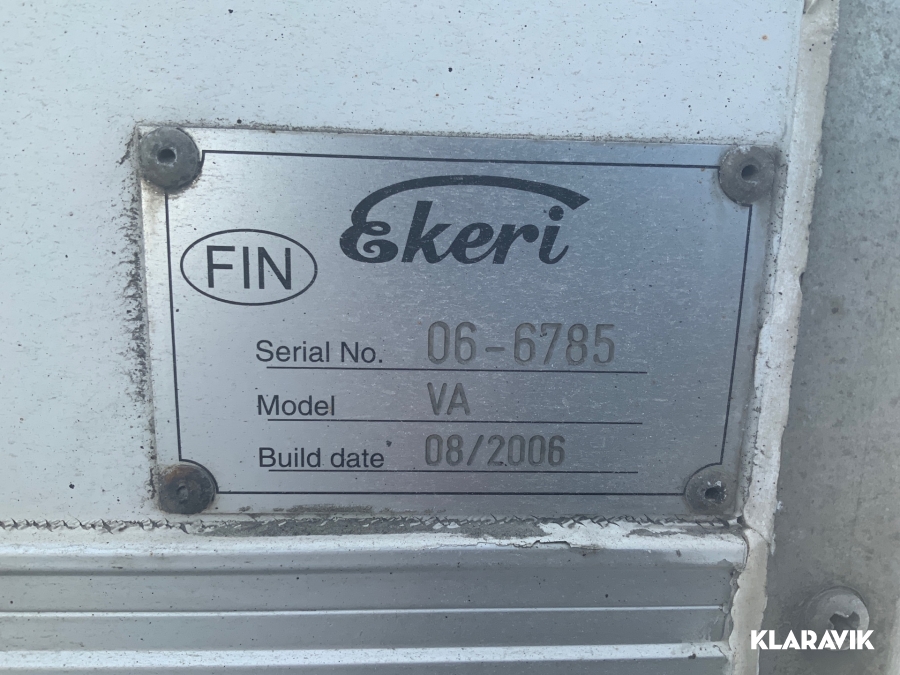 Ekeri
FIN
Serial No. 06-6785
Model VA
Build date 08/2006
KLARAVIK